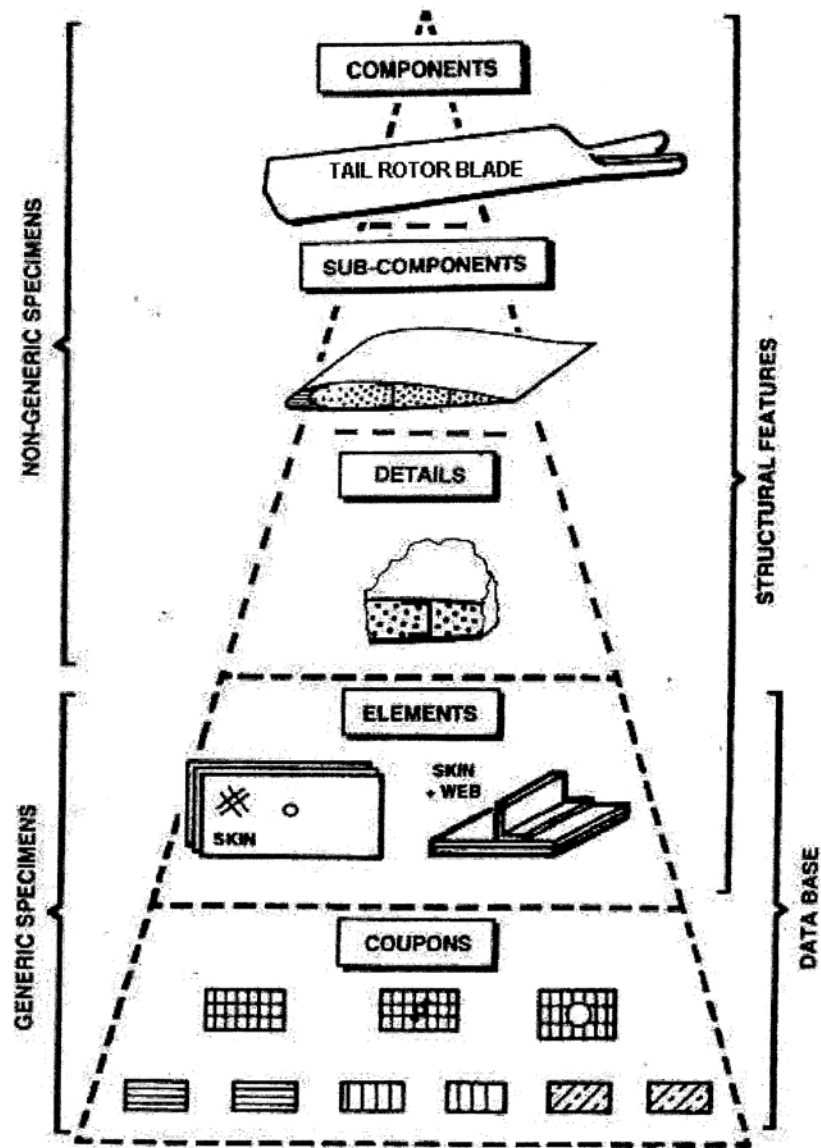 COMPONENTS
TAIL ROTOR BLADE
SUB-COMPONENTS
NON-GENERIC SPECIMENS
STRUCTURAL FEATURES
DETAILS
ELEMENTS
SKIN
SKIN
+ WEB
GENERIC SPECIMENS
DATA BASE
COUPONS